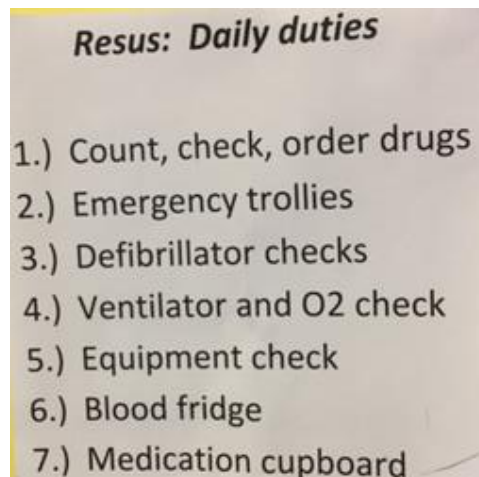 Resus: Daily duties
1.) Count, check, order drugs
2.) Emergency trollies
3.) Defibrillator checks
4.) Ventilator and O2 check
5.) Equipment check
6.) Blood fridge
7.) Medication cupboard